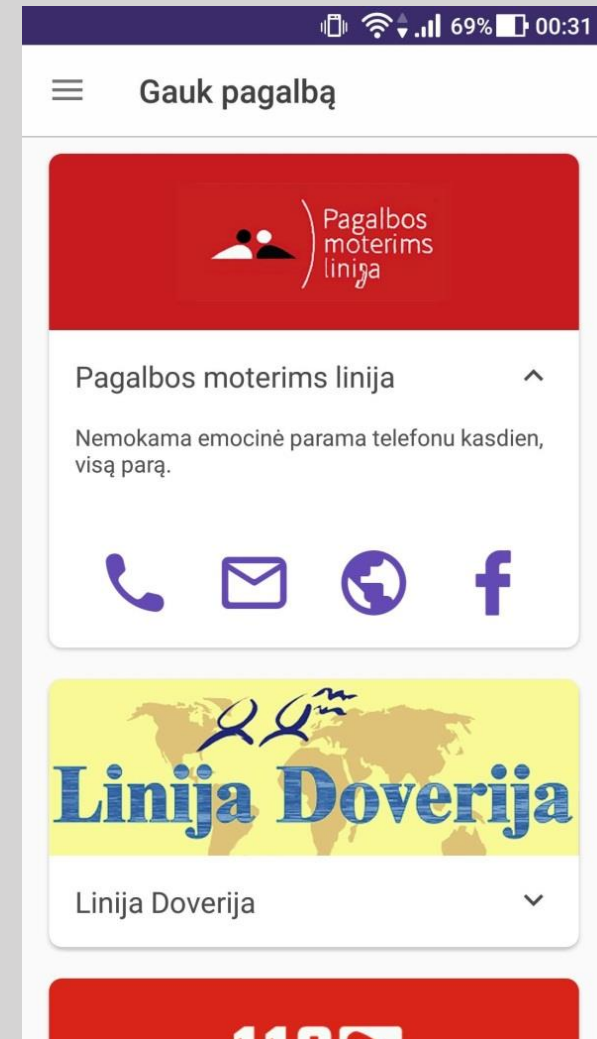 69% 00:31
Gauk pagalbą
Pagalbos
moterims
linija
Pagalbos moterims linija
Nemokama emocinė parama telefonu kasdien,
visą parą.
Linija Doverija
Linija Doverija